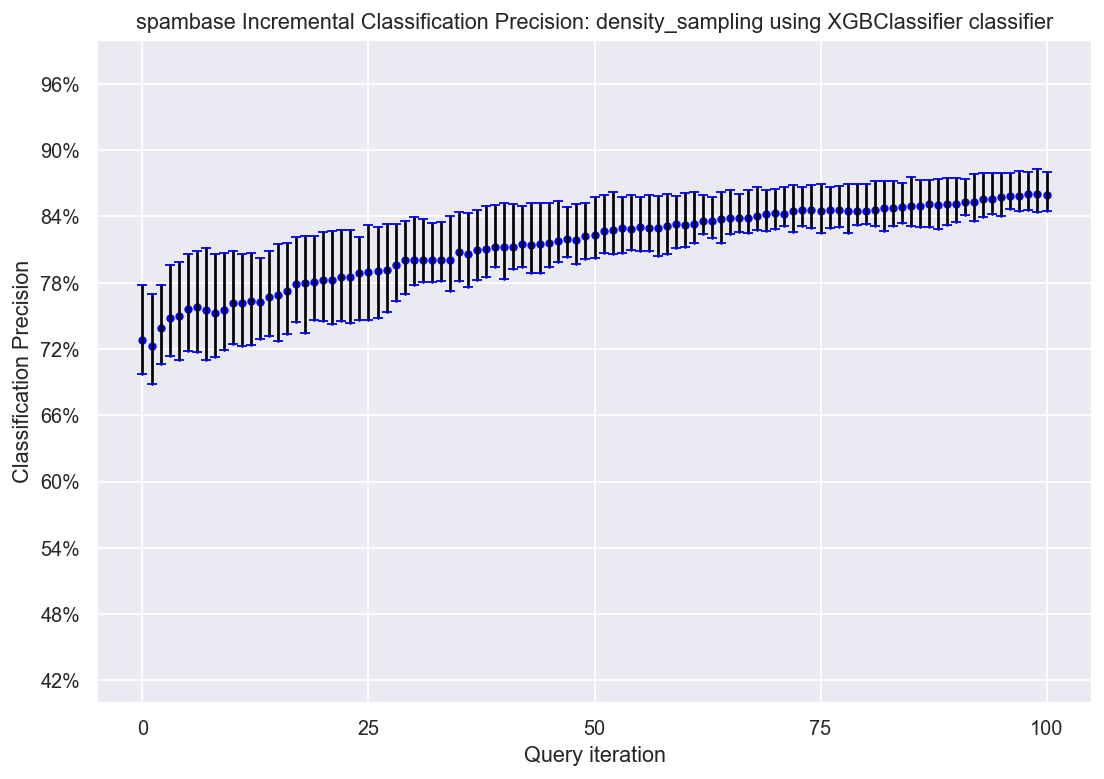 spambase Incremental Classification Precision: density_sampling using XGBClassifier classifier
96%
90%
84%
78%
72%
66%
60%
54%
48%
42%
Classification Precision
0 25 50 75 100
Query iteration